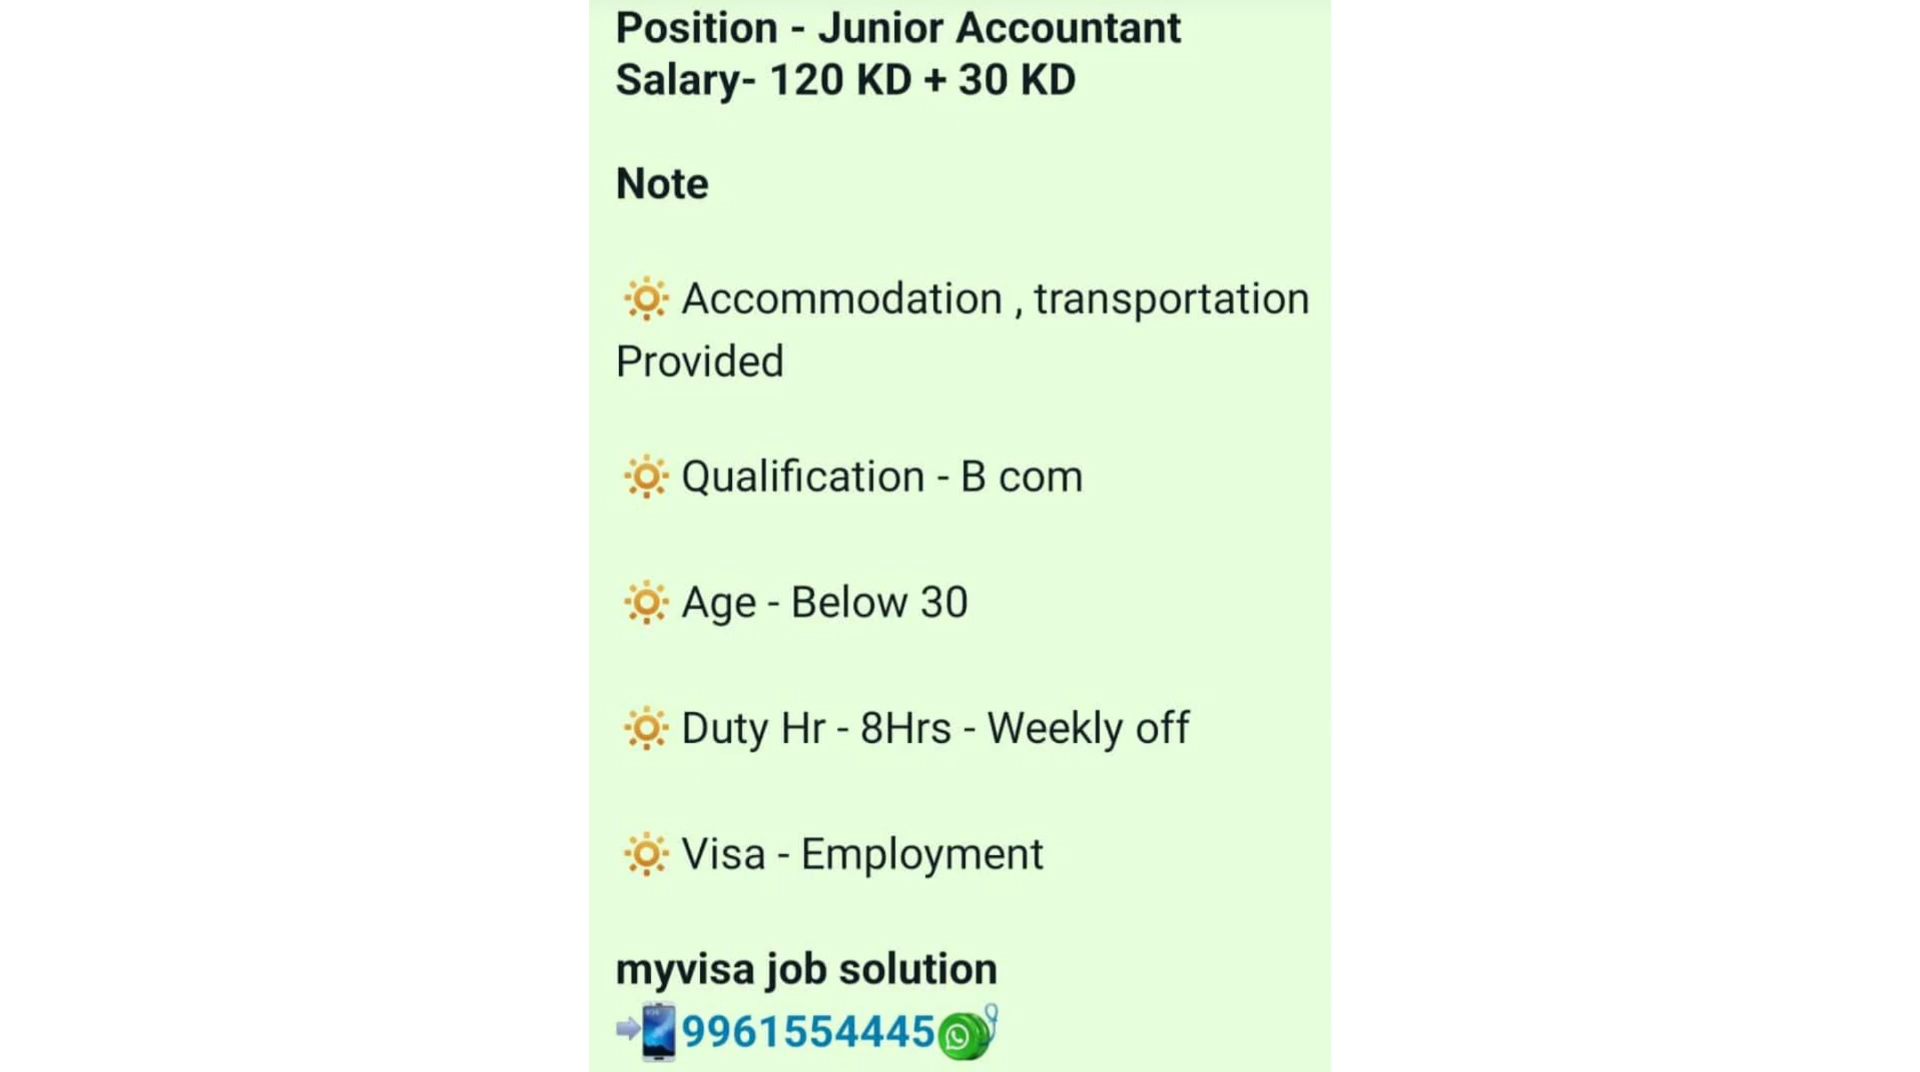 Position - Junior Accountant
Salary- 120 KD + 30 KD
Note
🔅 Accommodation , transportation
Provided
🔅 Qualification - B com
🔅 Age - Below 30
🔅 Duty Hr - 8Hrs - Weekly off
🔅 Visa - Employment
myvisa job solution
📲9961554445